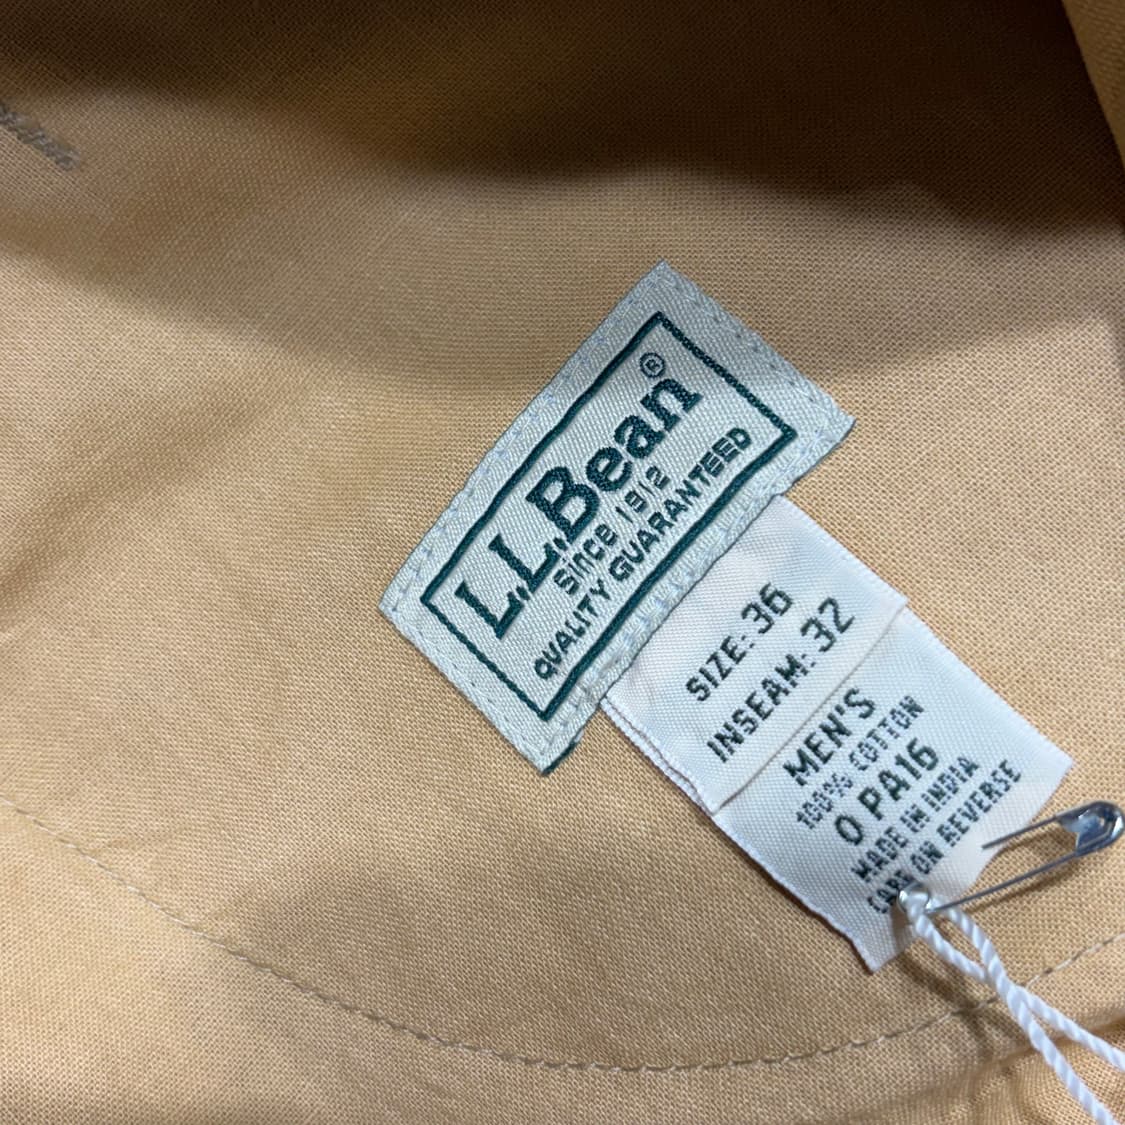 L.L.Bean®
SINCE 1912
QUALITY GUARANTEED
SIZE: 36
INSEAM: 32
MEN'S
100% COTTON
0 PA16
MADE IN INDIA
CARE ON REVERSE